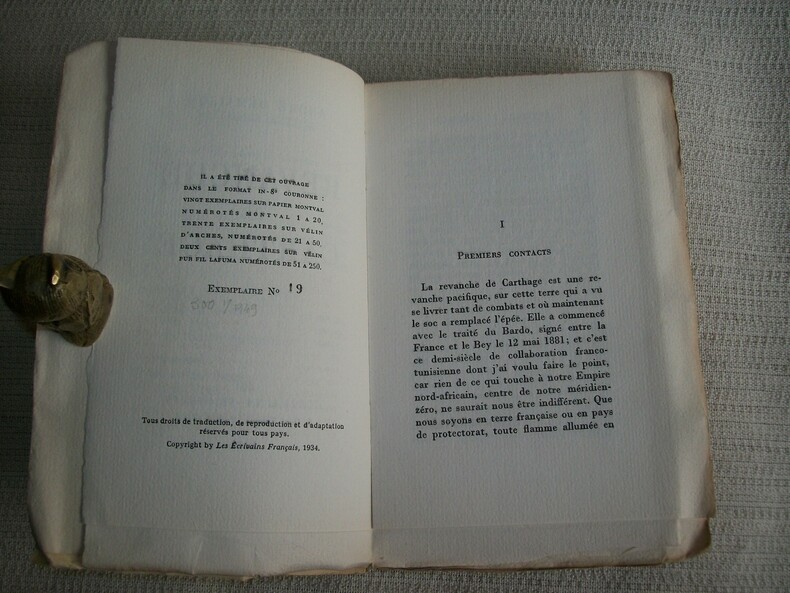 IL A ÉTÉ TIRÉ DE CET OUVRAGE
DANS LE FORMAT IN-8º COURONNE :
VINGT EXEMPLAIRES SUR PAPIER MONTVAL
NUMÉROTÉS MONTVAL 1 A 20,
TRENTE EXEMPLAIRES SUR VÉLIN
D'ARCHES, NUMÉROTÉS DE 21 A 50,
DEUX CENTS EXEMPLAIRES SUR VÉLIN
PUR FIL LAFUMA NUMÉROTÉS DE 51 A 250.
EXEMPLAIRE Nº 19
Tous droits de traduction, de reproduction et d'adaptation
réservés pour tous pays.
Copyright by Les Écrivains Français, 1934.
I
PREMIERS CONTACTS
La revanche de Carthage est une re-
vanche pacifique, sur cette terre qui a vu
se livrer tant de combats et où maintenant
le soc a remplacé l'épée. Elle a commencé
avec le traité du Bardo, signé entre la
France et le Bey le 12 mai 1881; et c'est
ce demi-siècle de collaboration franco-
tunisienne dont j'ai voulu faire le point,
car rien de ce qui touche à notre Empire
nord-africain, centre de notre méridien-
zéro, ne saurait nous être indifférent. Que
nous soyons en terre française ou en pays
de protectorat, toute flamme allumée en